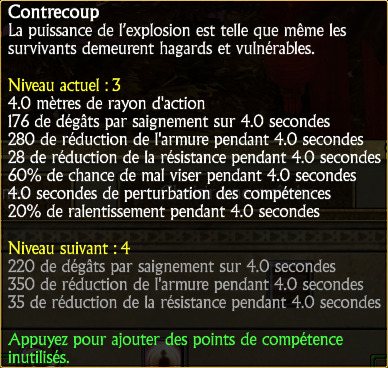 Contrecoup
La puissance de l'explosion est telle que même les
survivants demeurent hagards et vulnérables.
Niveau actuel : 3
4.0 mètres de rayon d'action
176 de dégâts par saignement sur 4.0 secondes
280 de réduction de l'armure pendant 4.0 secondes
28 de réduction de la résistance pendant 4.0 secondes
60% de chance de mal viser pendant 4.0 secondes
4.0 secondes de perturbation des compétences
20% de ralentissement pendant 4.0 secondes
Niveau suivant : 4
220 de dégâts par saignement sur 4.0 secondes
350 de réduction de l'armure pendant 4.0 secondes
35 de réduction de la résistance pendant 4.0 secondes
Appuyez pour ajouter des points de compétence
inutilisés.